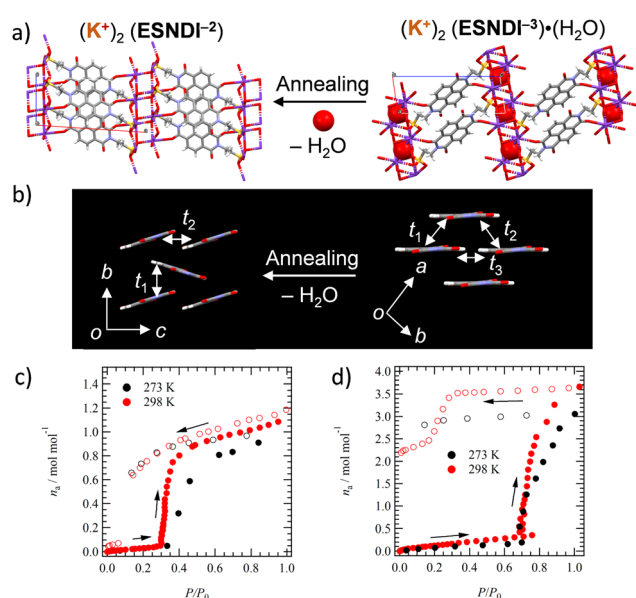 a)
(K⁺)₂ (ESNDI⁻²)
(K⁺)₂ (ESNDI⁻³)•(H₂O)
Annealing
– H₂O
b)
t₂
t₁
b
o
c
Annealing
– H₂O
t₁
t₂
t₃
a
o
b
c)
273 K
298 K
nₐ / mol mol⁻¹
1.4
1.2
1.0
0.8
0.6
0.4
0.2
0.0
0.0 0.2 0.4 0.6 0.8 1.0
P/P₀
d)
273 K
298 K
nₐ / mol mol⁻¹
4.0
3.5
3.0
2.5
2.0
1.5
1.0
0.5
0.0
0.0 0.2 0.4 0.6 0.8 1.0
P/P₀